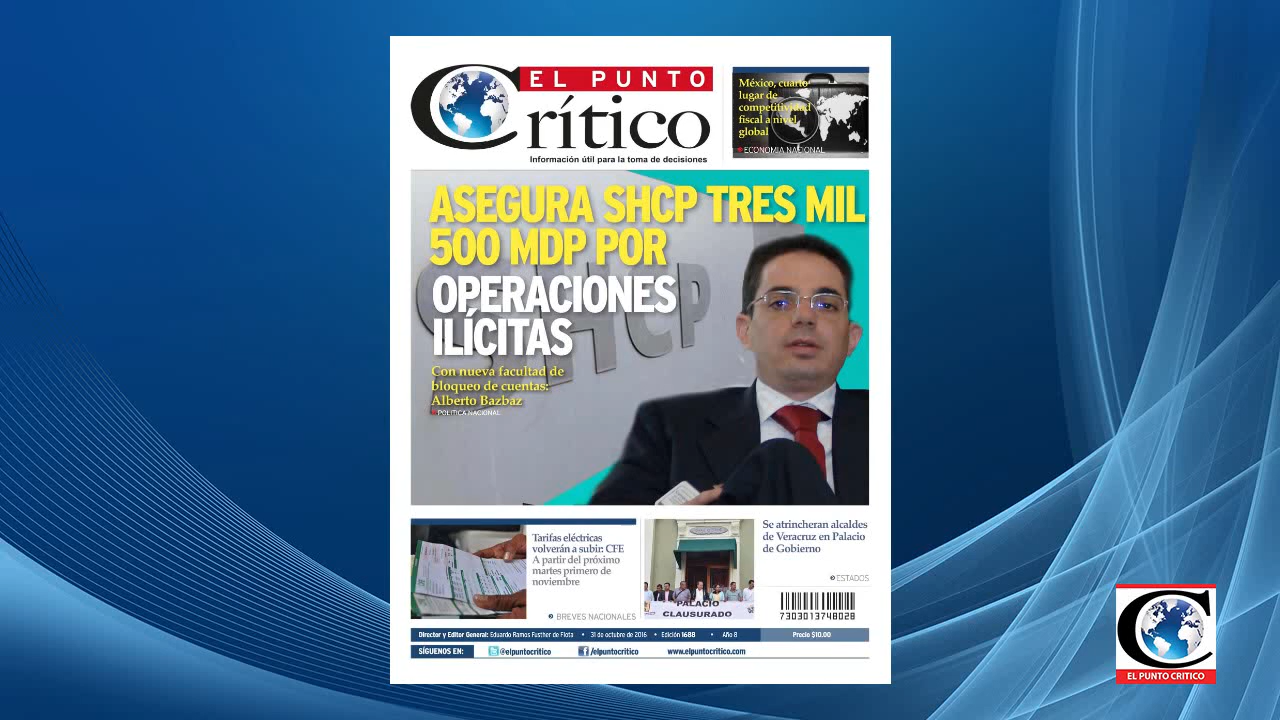 EL PUNTO
Crítico
Información útil para la toma de decisiones
México, cuarto
lugar de
competitividad
fiscal a nivel
global
ECONOMIA NACIONAL
ASEGURA SHCP TRES MIL
500 MDP POR
OPERACIONES
ILÍCITAS
SHCP
Con nueva facultad de
bloqueo de cuentas:
Alberto Bazbaz
POLITICA NACIONAL
Tarifas eléctricas
volverán a subir: CFE
A partir del próximo
martes primero de
noviembre
BREVES NACIONALES
PALACIO
CLAUSURADO
Se atrincheran alcaldes
de Veracruz en Palacio
de Gobierno
ESTADOS
7303013748028
Director y Editor General: Eduardo Ramos Fusther de Flota • 31 de octubre de 2016 • Edición 1688 • Año 8 Precio $10.00
SÍGUENOS EN: @elpuntocritico /elpuntocritico www.elpuntocritico.com
C
EL PUNTO CRITICO